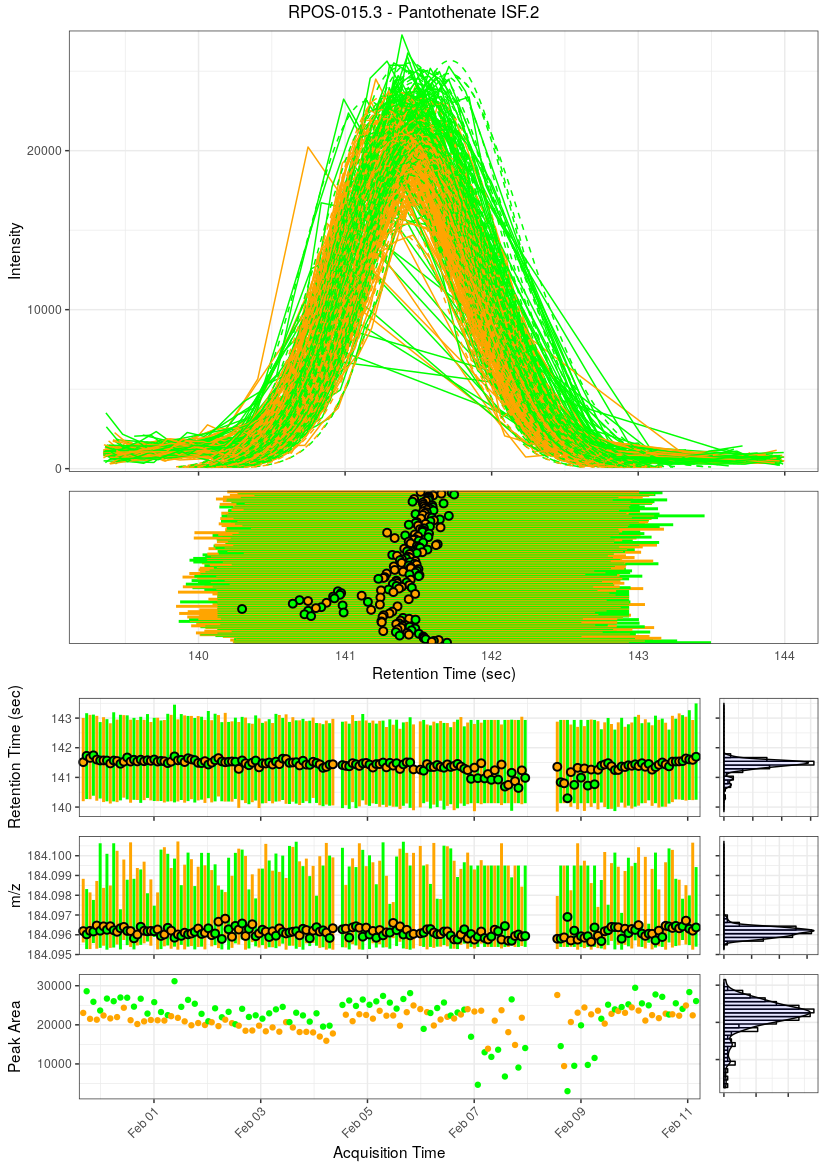 RPOS-015.3 - Pantothenate ISF.2
Intensity
20000
10000
0
140 141 142 143 144
Retention Time (sec)
Retention Time (sec)
143
142
141
140
m/z
184.100
184.099
184.098
184.097
184.096
184.095
Peak Area
30000
20000
10000
Feb 01 Feb 03 Feb 05 Feb 07 Feb 09 Feb 11
Acquisition Time